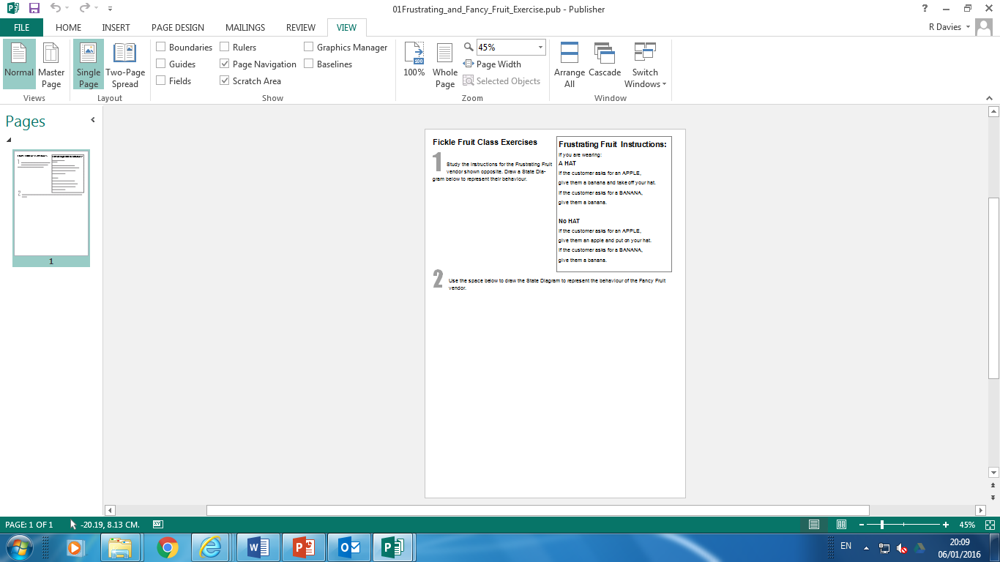 01Frustrating_and_Fancy_Fruit_Exercise.pub - Publisher
FILE HOME INSERT PAGE DESIGN MAILINGS REVIEW VIEW R Davies
Normal Master Page Single Page Two-Page Spread
Boundaries Rulers Graphics Manager
Guides Page Navigation Baselines
Fields Scratch Area
100% Whole Page 45% Page Width Selected Objects
Arrange All Cascade Switch Windows
Views Layout Show Zoom Window
Pages
1
Fickle Fruit Class Exercises
1 Study the instructions for the Frustrating Fruit
vendor shown opposite. Draw a State Dia-
gram below to represent their behaviour.
Frustrating Fruit Instructions:
If you are wearing:
A HAT
If the customer asks for an APPLE,
give them a banana and take off your hat.
If the customer asks for a BANANA,
give them a banana.
No HAT
If the customer asks for an APPLE,
give them an apple and put on your hat.
If the customer asks for a BANANA,
give them a banana.
2 Use the space below to draw the State Diagram to represent the behaviour of the Fancy Fruit
vendor.
PAGE: 1 OF 1 -20.19, 8.13 CM. 45%
EN 20:09
06/01/2016